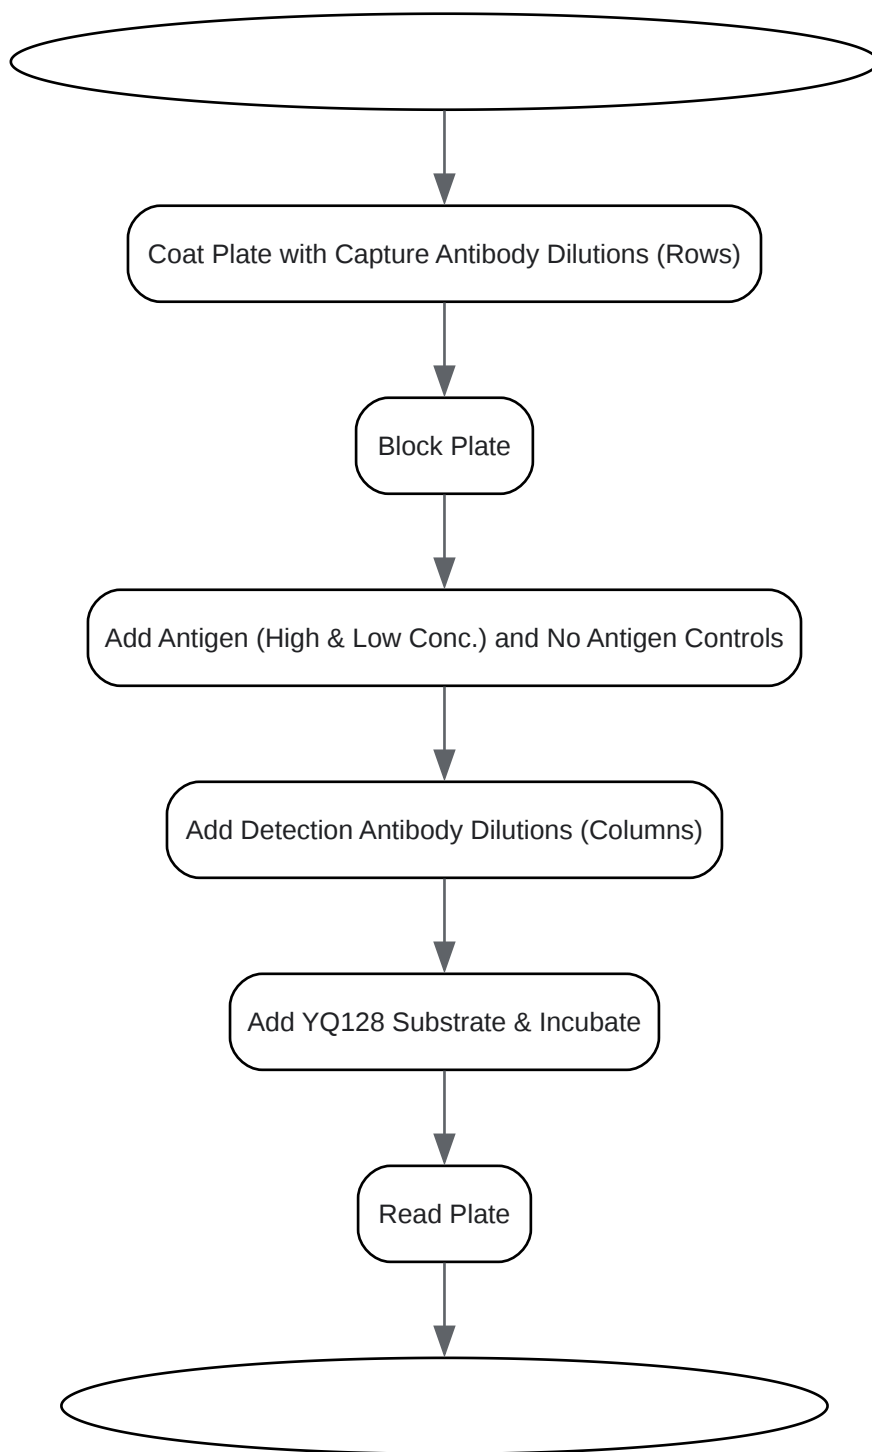 Coat Plate with Capture Antibody Dilutions (Rows)
Block Plate
Add Antigen (High & Low Conc.) and No Antigen Controls
Add Detection Antibody Dilutions (Columns)
Add YQ128 Substrate & Incubate
Read Plate